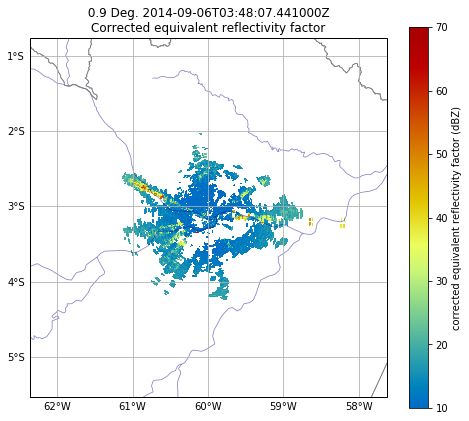 0.9 Deg. 2014-09-06T03:48:07.441000Z
Corrected equivalent reflectivity factor
1°S
2°S
3°S
4°S
5°S
62°W 61°W 60°W 59°W 58°W
70
60
50
40
30
20
10
corrected equivalent reflectivity factor (dBZ)